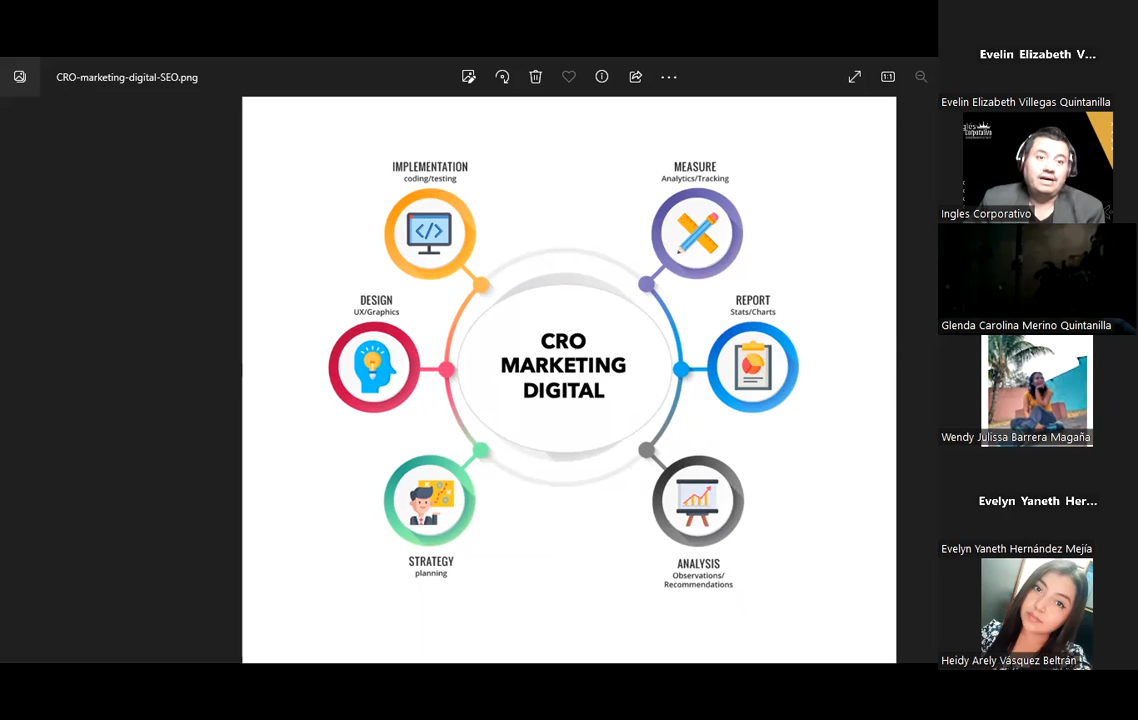 CRO-marketing-digital-SEO.png
1:1
IMPLEMENTATION
coding/testing
MEASURE
Analytics/Tracking
DESIGN
UX/Graphics
REPORT
Stats/Charts
CRO
MARKETING
DIGITAL
STRATEGY
planning
ANALYSIS
Observations/
Recommendations
Evelin Elizabeth V...
Evelin Elizabeth Villegas Quintanilla
Ingles Corporativo
Glenda Carolina Merino Quintanilla
Wendy Julissa Barrera Magaña
Evelyn Yaneth Her...
Evelyn Yaneth Hernández Mejía
Heidy Arely Vásquez Beltrán